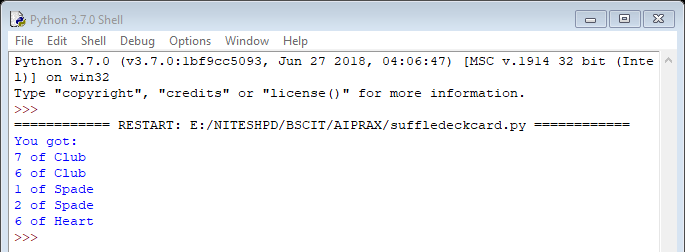 Python 3.7.0 Shell
File Edit Shell Debug Options Window Help
Python 3.7.0 (v3.7.0:1bf9cc5093, Jun 27 2018, 04:06:47) [MSC v.1914 32 bit (Inte
l)] on win32
Type "copyright", "credits" or "license()" for more information.
>>>
============ RESTART: E:/NITESHPD/BSCIT/AIPRAX/suffledeckcard.py ============
You got:
7 of Club
6 of Club
1 of Spade
2 of Spade
6 of Heart
>>>